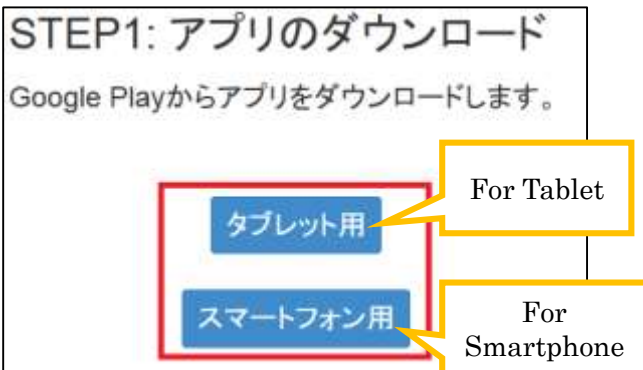 STEP1: アプリのダウンロード
Google Playからアプリをダウンロードします。
タブレット用
For Tablet
スマートフォン用
For
Smartphone